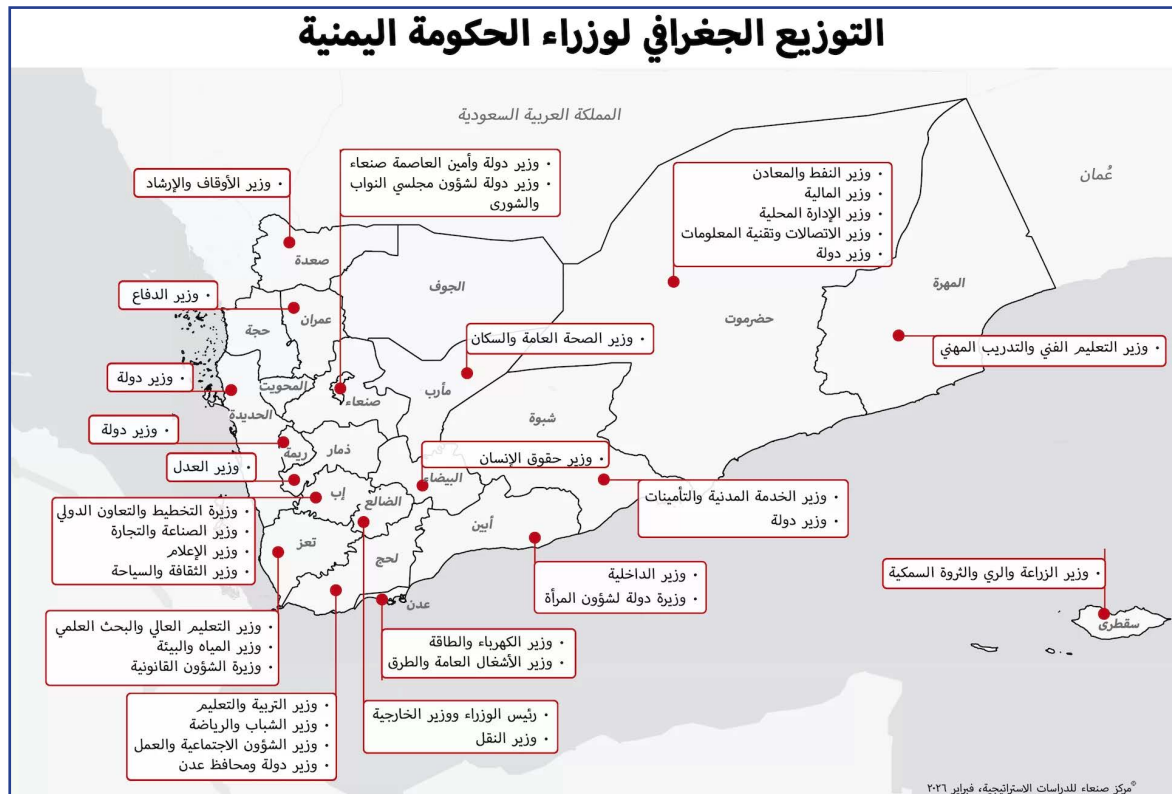 التوزيع الجغرافي لوزراء الحكومة اليمنية
المملكة العربية السعودية
عُمان
• وزير دولة وأمين العاصمة صنعاء
• وزير دولة لشؤون مجلسي النواب
والشورى
• وزير النفط والمعادن
• وزير المالية
• وزير الإدارة المحلية
• وزير الاتصالات وتقنية المعلومات
• وزير دولة
• وزير الأوقاف والإرشاد
صعدة
الجوف
المهرة
• وزير الدفاع
عمران
حجة
حضرموت
• وزير الصحة العامة والسكان
• وزير التعليم الفني والتدريب المهني
• وزير دولة
المحويت
صنعاء
مأرب
شبوة
الحديدة
• وزير دولة
ريمة
ذمار
• وزير حقوق الإنسان
• وزير العدل
البيضاء
إب
الضالع
• وزير الخدمة المدنية والتأمينات
• وزير دولة
• وزيرة التخطيط والتعاون الدولي
• وزير الصناعة والتجارة
• وزير الإعلام
• وزير الثقافة والسياحة
تعز
لحج
أبين
• وزير الداخلية
• وزيرة دولة لشؤون المرأة
• وزير الزراعة والري والثروة السمكية
سقطرى
عدن
• وزير التعليم العالي والبحث العلمي
• وزير المياه والبيئة
• وزيرة الشؤون القانونية
• وزير الكهرباء والطاقة
• وزير الأشغال العامة والطرق
• وزير التربية والتعليم
• وزير الشباب والرياضة
• وزير الشؤون الاجتماعية والعمل
• وزير دولة ومحافظ عدن
• رئيس الوزراء ووزير الخارجية
• وزير النقل
©مركز صنعاء للدراسات الاستراتيجية، فبراير ٢٠٢٦